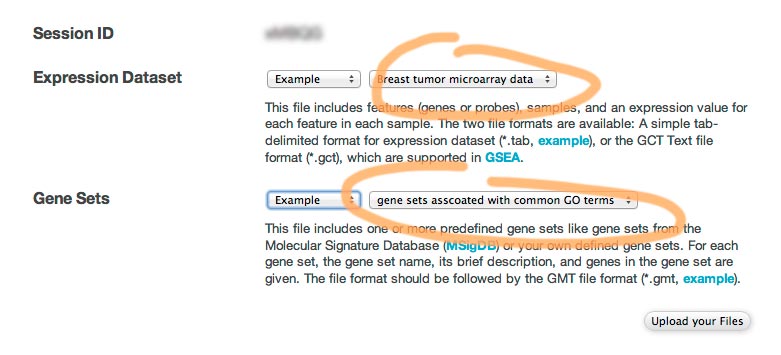 Session ID
Expression Dataset
Example
Breast tumor microarray data
This file includes features (genes or probes), samples, and an expression value for
each feature in each sample. The two file formats are available: A simple tab-
delimited format for expression dataset (*.tab, example), or the GCT Text file
format (*.gct), which are supported in GSEA.
Gene Sets
Example
gene sets asscoated with common GO terms
This file includes one or more predefined gene sets like gene sets from the
Molecular Signature Database (MSigDB) or your own defined gene sets. For each
gene set, the gene set name, its brief description, and genes in the gene set are
given. The file format should be followed by the GMT file format (*.gmt, example).
Upload your Files